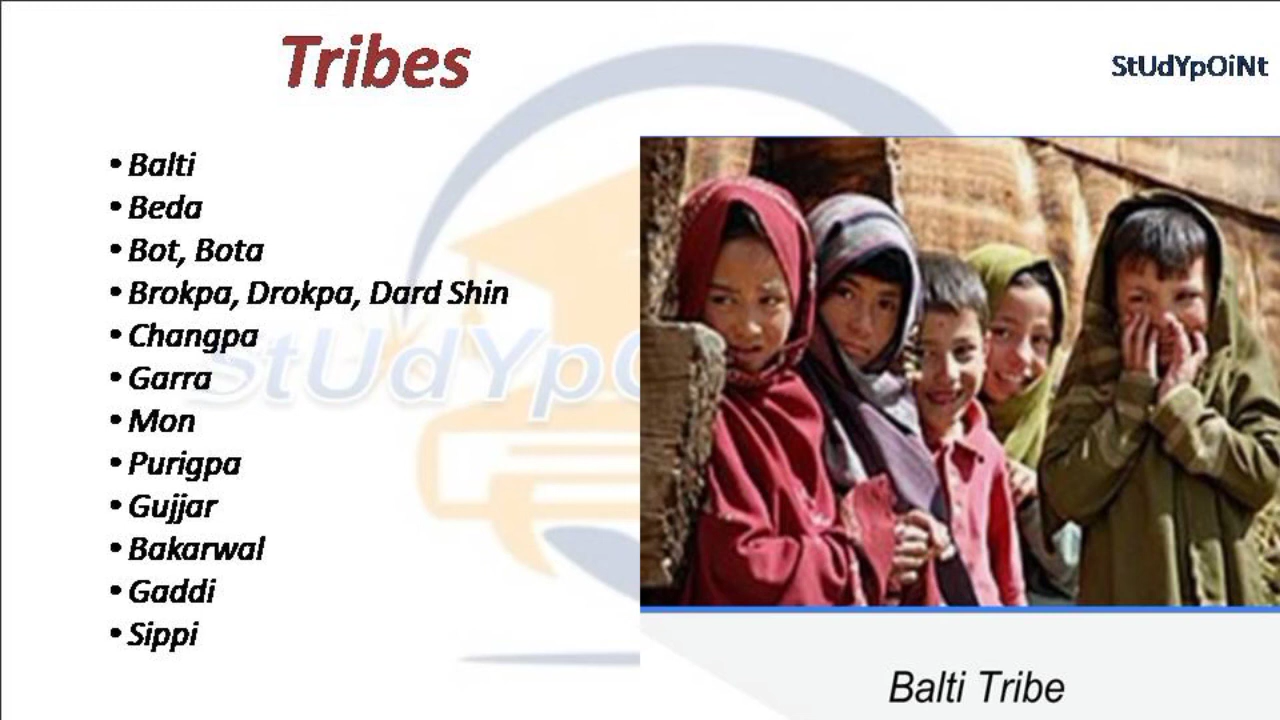 Tribes
StUdYpOiNt
• Balti
• Beda
• Bot, Bota
• Brokpa, Drokpa, Dard Shin
• Changpa
• Garra
• Mon
• Purigpa
• Gujjar
• Bakarwal
• Gaddi
• Sippi
stUdYpO
Balti Tribe